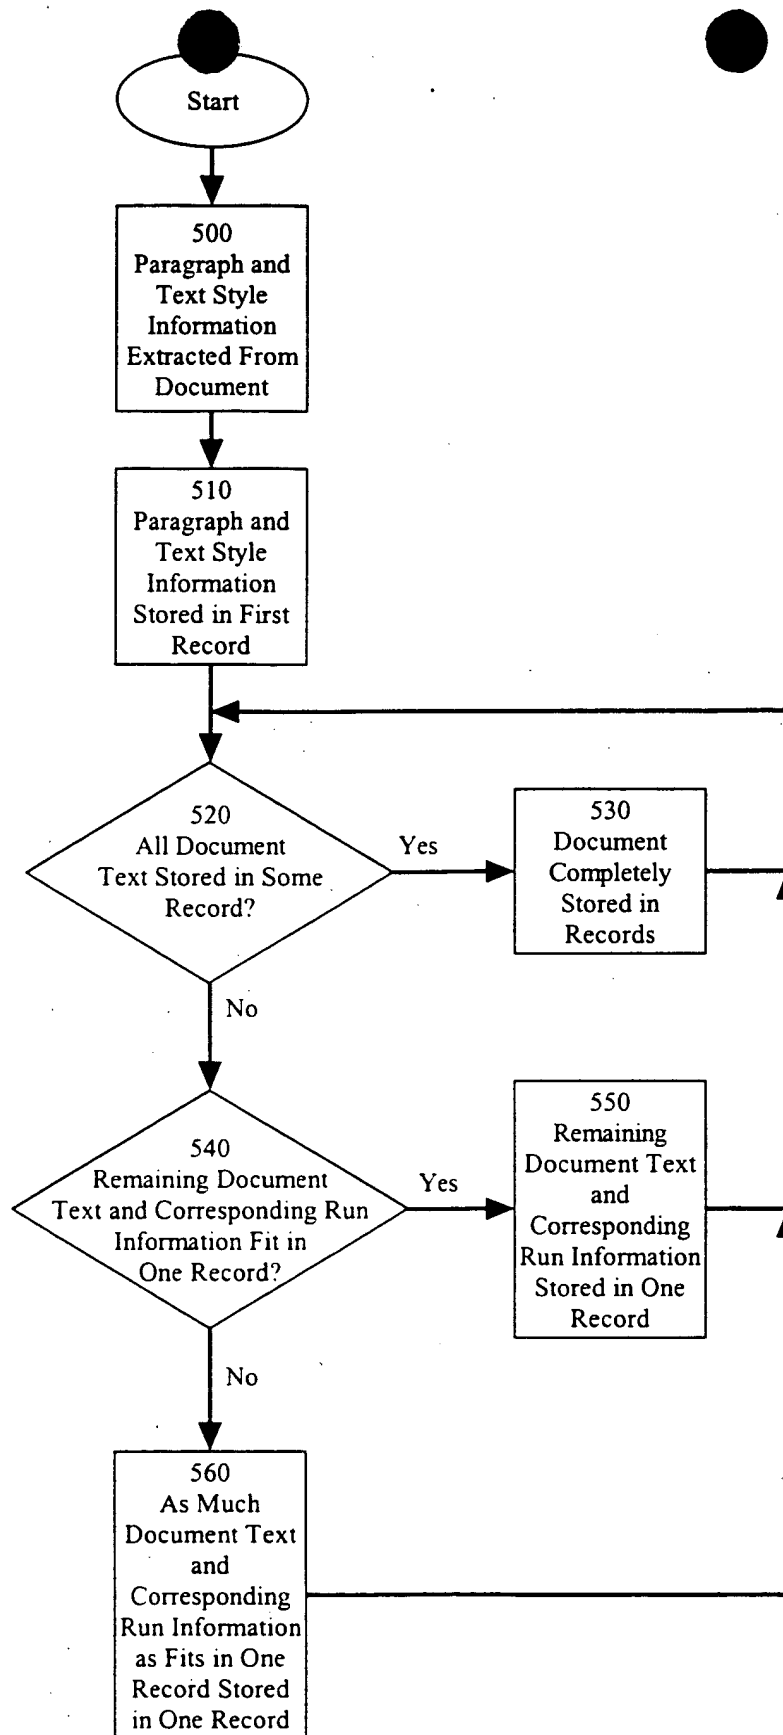 Start
500
Paragraph and
Text Style
Information
Extracted From
Document
510
Paragraph and
Text Style
Information
Stored in First
Record
520
All Document
Text Stored in Some
Record?
Yes
530
Document
Completely
Stored in
Records
No
540
Remaining Document
Text and Corresponding Run
Information Fit in
One Record?
Yes
550
Remaining
Document Text
and
Corresponding
Run Information
Stored in One
Record
No
560
As Much
Document Text
and
Corresponding
Run Information
as Fits in One
Record Stored
in One Record